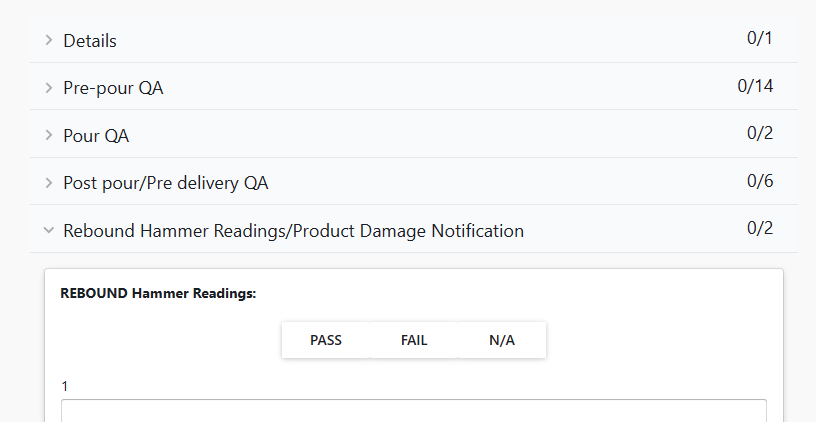 Details 0/1
Pre-pour QA 0/14
Pour QA 0/2
Post pour/Pre delivery QA 0/6
Rebound Hammer Readings/Product Damage Notification 0/2
REBOUND Hammer Readings:
PASS FAIL N/A
1